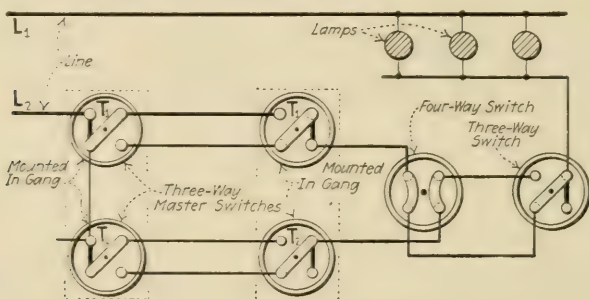 L1
Lamps
Line
L2
T1
T1
Four-Way Switch
Three-Way
Switch
Mounted
In Gang
Mounted
In Gang
Three-Way
Master Switches
T2